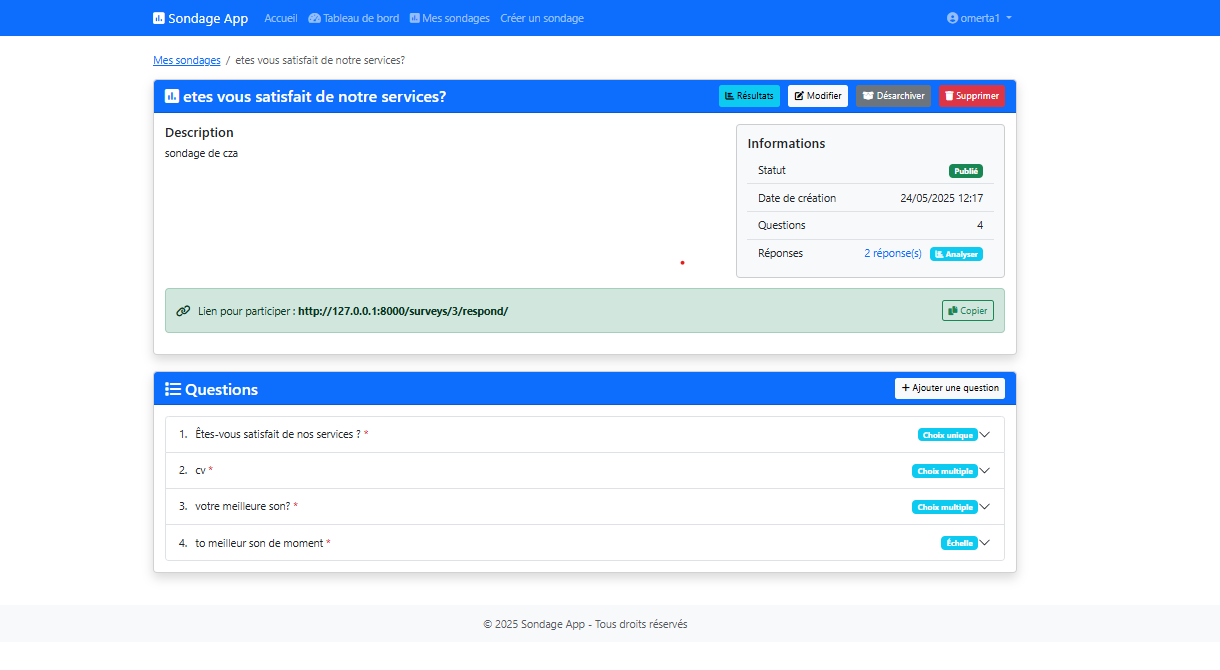 Sondage App Accueil Tableau de bord Mes sondages Créer un sondage omerta1
Mes sondages / etes vous satisfait de notre services?
etes vous satisfait de notre services? Résultats Modifier Désarchiver Supprimer
Description
sondage de cza
Informations
Statut Publié
Date de création 24/05/2025 12:17
Questions 4
Réponses 2 réponse(s) Analyser
Lien pour participer : http://127.0.0.1:8000/surveys/3/respond/ Copier
Questions + Ajouter une question
1. Êtes-vous satisfait de nos services ? * Choix unique
2. cv * Choix multiple
3. votre meilleure son? * Choix multiple
4. to meilleur son de moment * Échelle
© 2025 Sondage App - Tous droits réservés